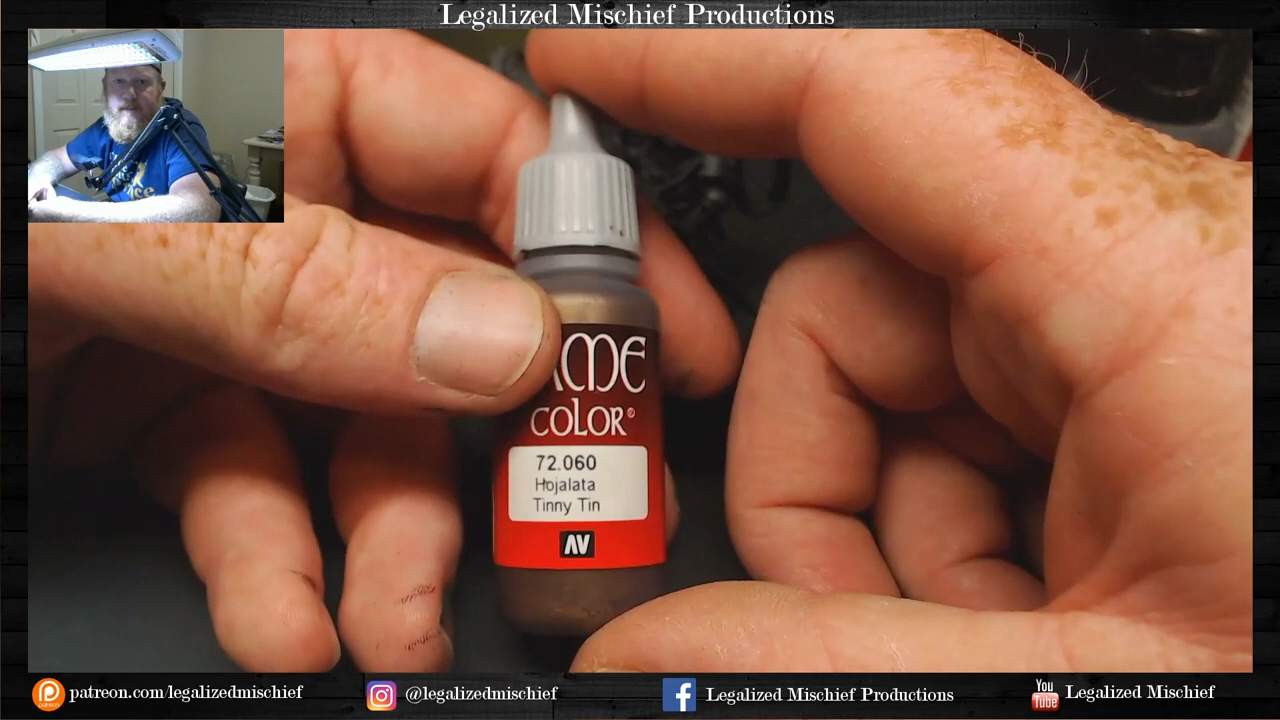 Legalized Mischief Productions
AME
COLOR®
72.060
Hojalata
Tinny Tin
AV
patreon.com/legalizedmischief
@legalizedmischief
Legalized Mischief Productions
You
Tube
Legalized Mischief